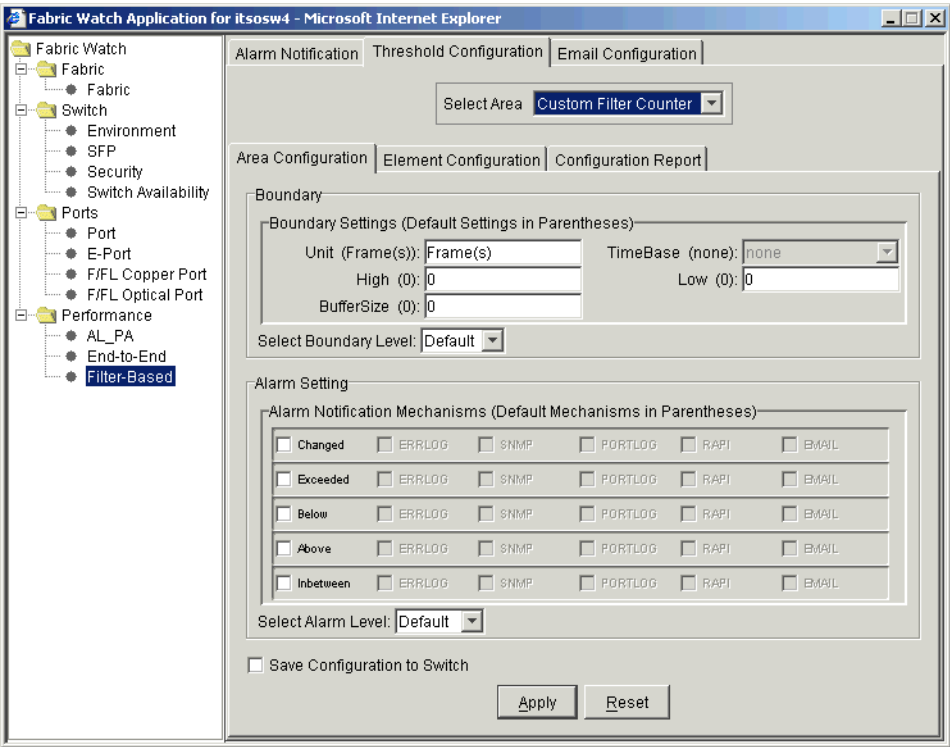 Fabric Watch Application for itsosw4 - Microsoft Internet Explorer
Fabric Watch
Fabric
Fabric
Switch
Environment
SFP
Security
Switch Availability
Ports
Port
E-Port
F/FL Copper Port
F/FL Optical Port
Performance
AL_PA
End-to-End
Filter-Based
Alarm Notification Threshold Configuration Email Configuration
Select Area Custom Filter Counter
Area Configuration Element Configuration Configuration Report
Boundary
Boundary Settings (Default Settings in Parentheses)
Unit (Frame(s)): Frame(s) TimeBase (none): none
High (0): 0 Low (0): 0
BufferSize (0): 0
Select Boundary Level: Default
Alarm Setting
Alarm Notification Mechanisms (Default Mechanisms in Parentheses)
Changed ERRLOG SNMP PORTLOG RAPI EMAIL
Exceeded ERRLOG SNMP PORTLOG RAPI EMAIL
Below ERRLOG SNMP PORTLOG RAPI EMAIL
Above ERRLOG SNMP PORTLOG RAPI EMAIL
Inbetween ERRLOG SNMP PORTLOG RAPI EMAIL
Select Alarm Level: Default
Save Configuration to Switch
Apply Reset